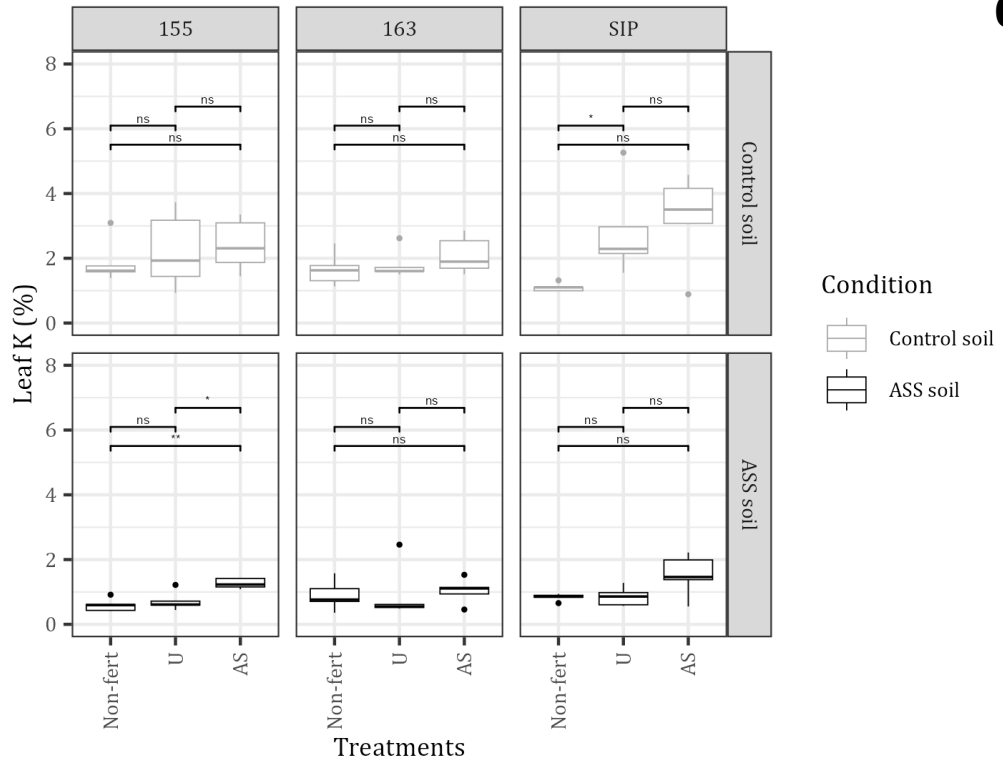 155 163 SIP
8
6
4
2
0
ns
ns
ns
ns
ns
ns
ns
*
ns
Control soil
Leaf K (%)
8
6
4
2
0
*
ns
**
ns
ns
ns
ns
ns
ns
ASS soil
Non-fert U AS Non-fert U AS Non-fert U AS
Treatments
Condition
Control soil
ASS soil